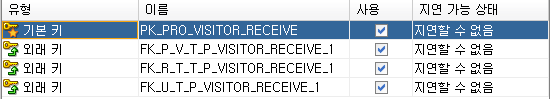 유형 이름 사용 지연 가능 상태
기본 키 PK_PRO_VISITOR_RECEIVE 지연할 수 없음
외래 키 FK_P_V_T_P_VISITOR_RECEIVE_1 지연할 수 없음
외래 키 FK_R_T_T_P_VISITOR_RECEIVE_1 지연할 수 없음
외래 키 FK_U_T_P_VISITOR_RECEIVE_1 지연할 수 없음